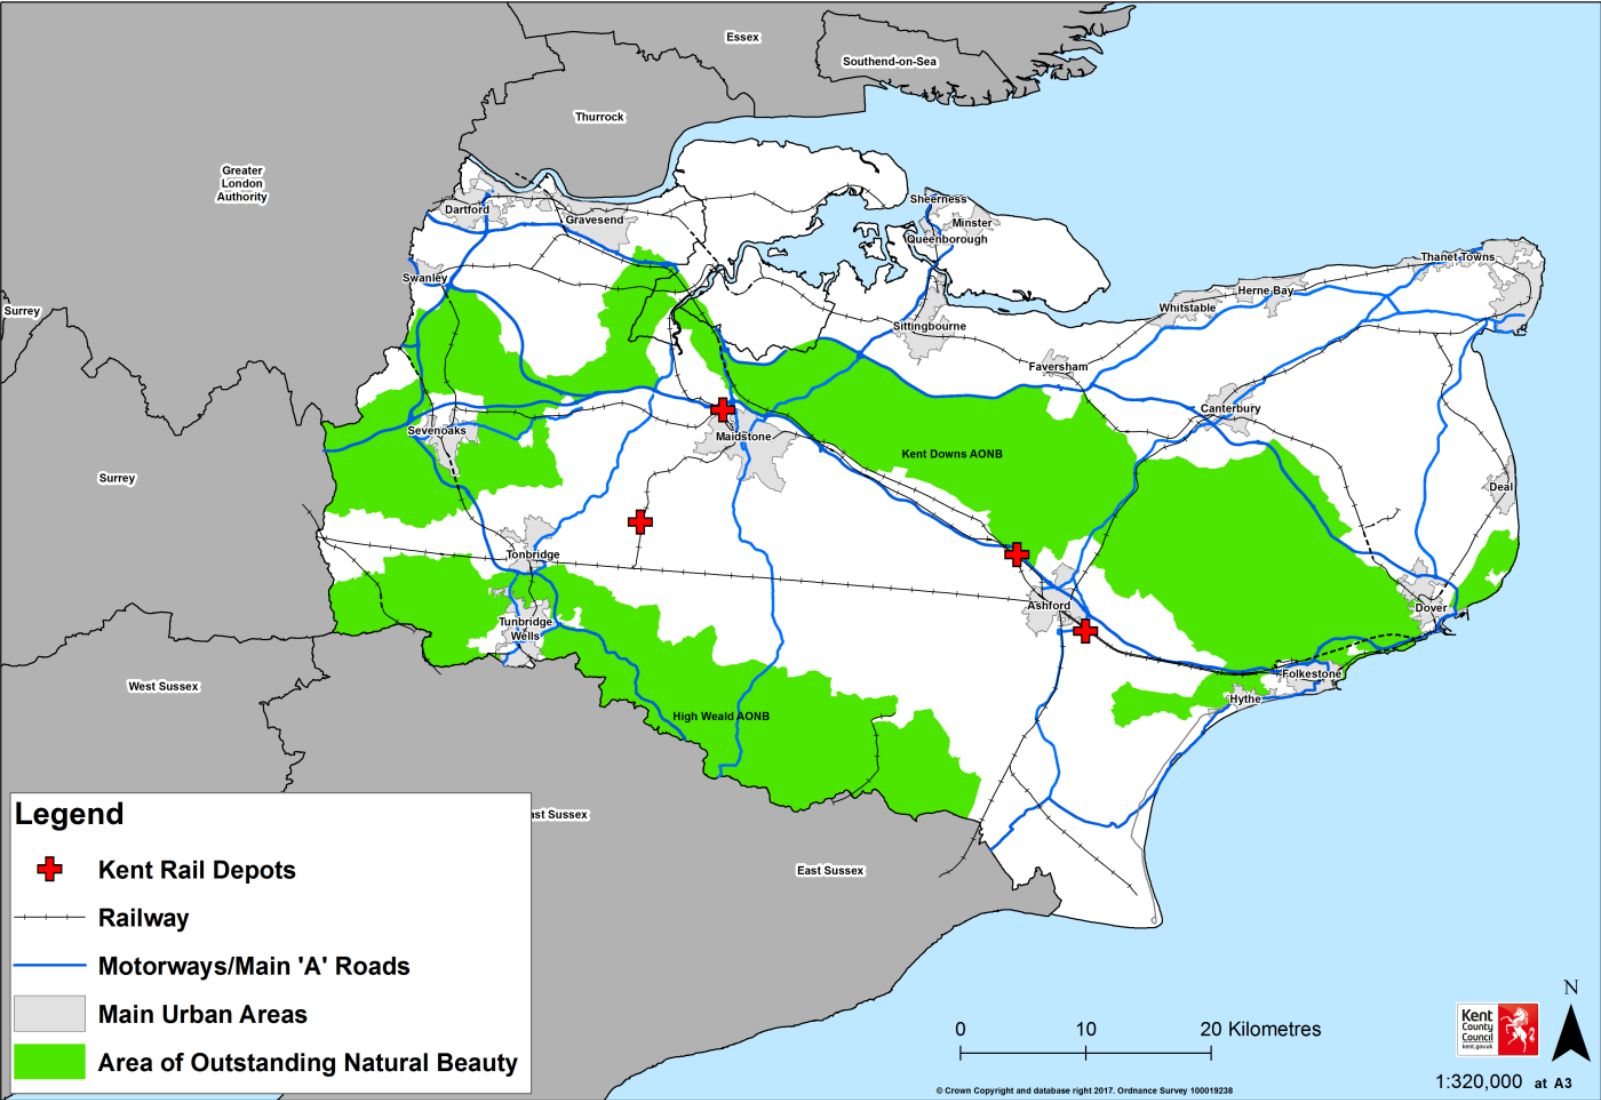 Essex
Southend-on-Sea
Thurrock
Greater
London
Authority
Sheerness
Dartford
Gravesend
Minster
Queenborough
Thanet Towns
Swanley
Herne Bay
Whitstable
Surrey
Sittingbourne
Faversham
Canterbury
Sevenoaks
Maidstone
Kent Downs AONB
Surrey
Deal
Tonbridge
Ashford
Dover
Tunbridge
Wells
Folkestone
West Sussex
Hythe
High Weald AONB
ast Sussex
East Sussex
Legend
Kent Rail Depots
Railway
Motorways/Main 'A' Roads
Main Urban Areas
Area of Outstanding Natural Beauty
0 10 20 Kilometres
N
Kent
County
Council
kent.gov.uk
1:320,000 at A3
© Crown Copyright and database right 2017. Ordnance Survey 100019238